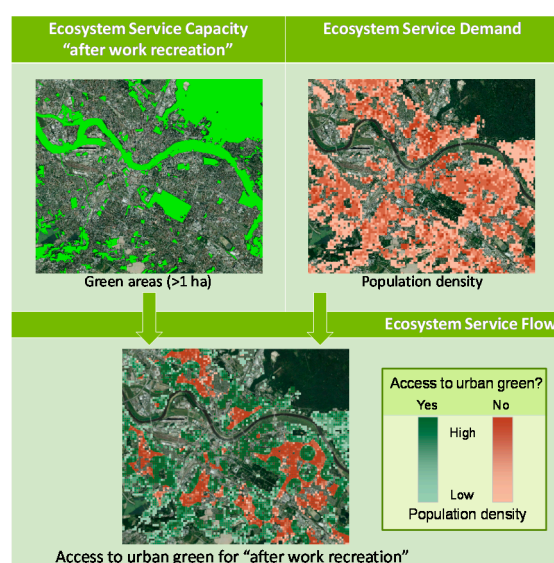 Ecosystem Service Capacity
“after work recreation”
Ecosystem Service Demand
Green areas (>1 ha)
Population density
Ecosystem Service Flow
Access to urban green?
Yes
No
High
Low
Population density
Access to urban green for “after work recreation”